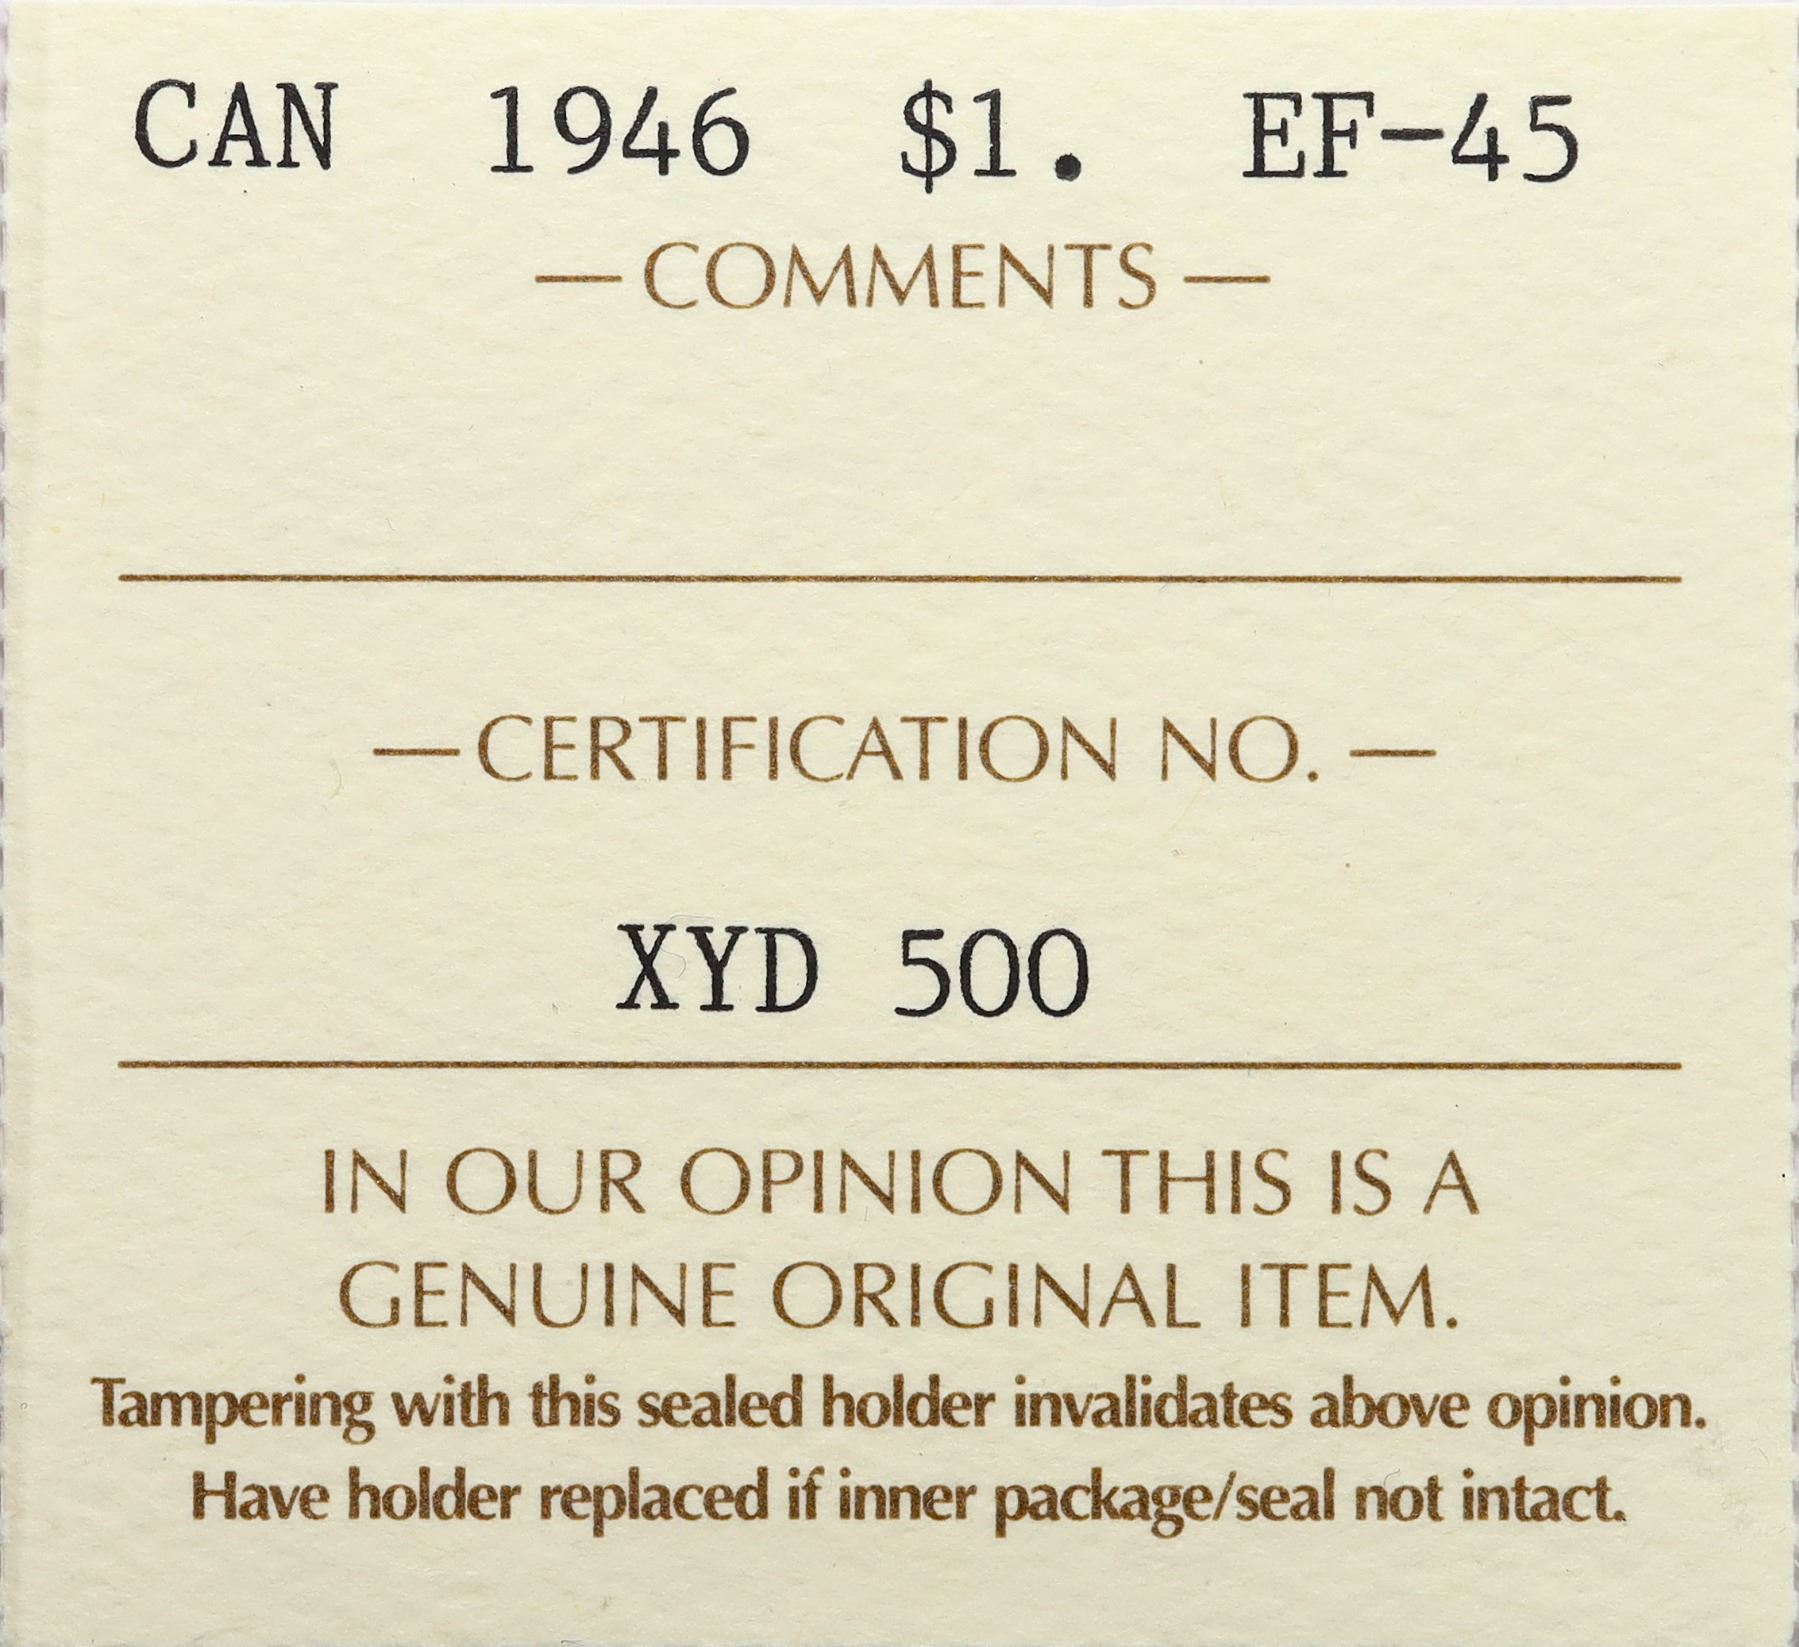 CAN 1946 $1. EF-45
—COMMENTS—
—CERTIFICATION NO.—
XYD 500
IN OUR OPINION THIS IS A
GENUINE ORIGINAL ITEM.
Tampering with this sealed holder invalidates above opinion.
Have holder replaced if inner package/seal not intact.